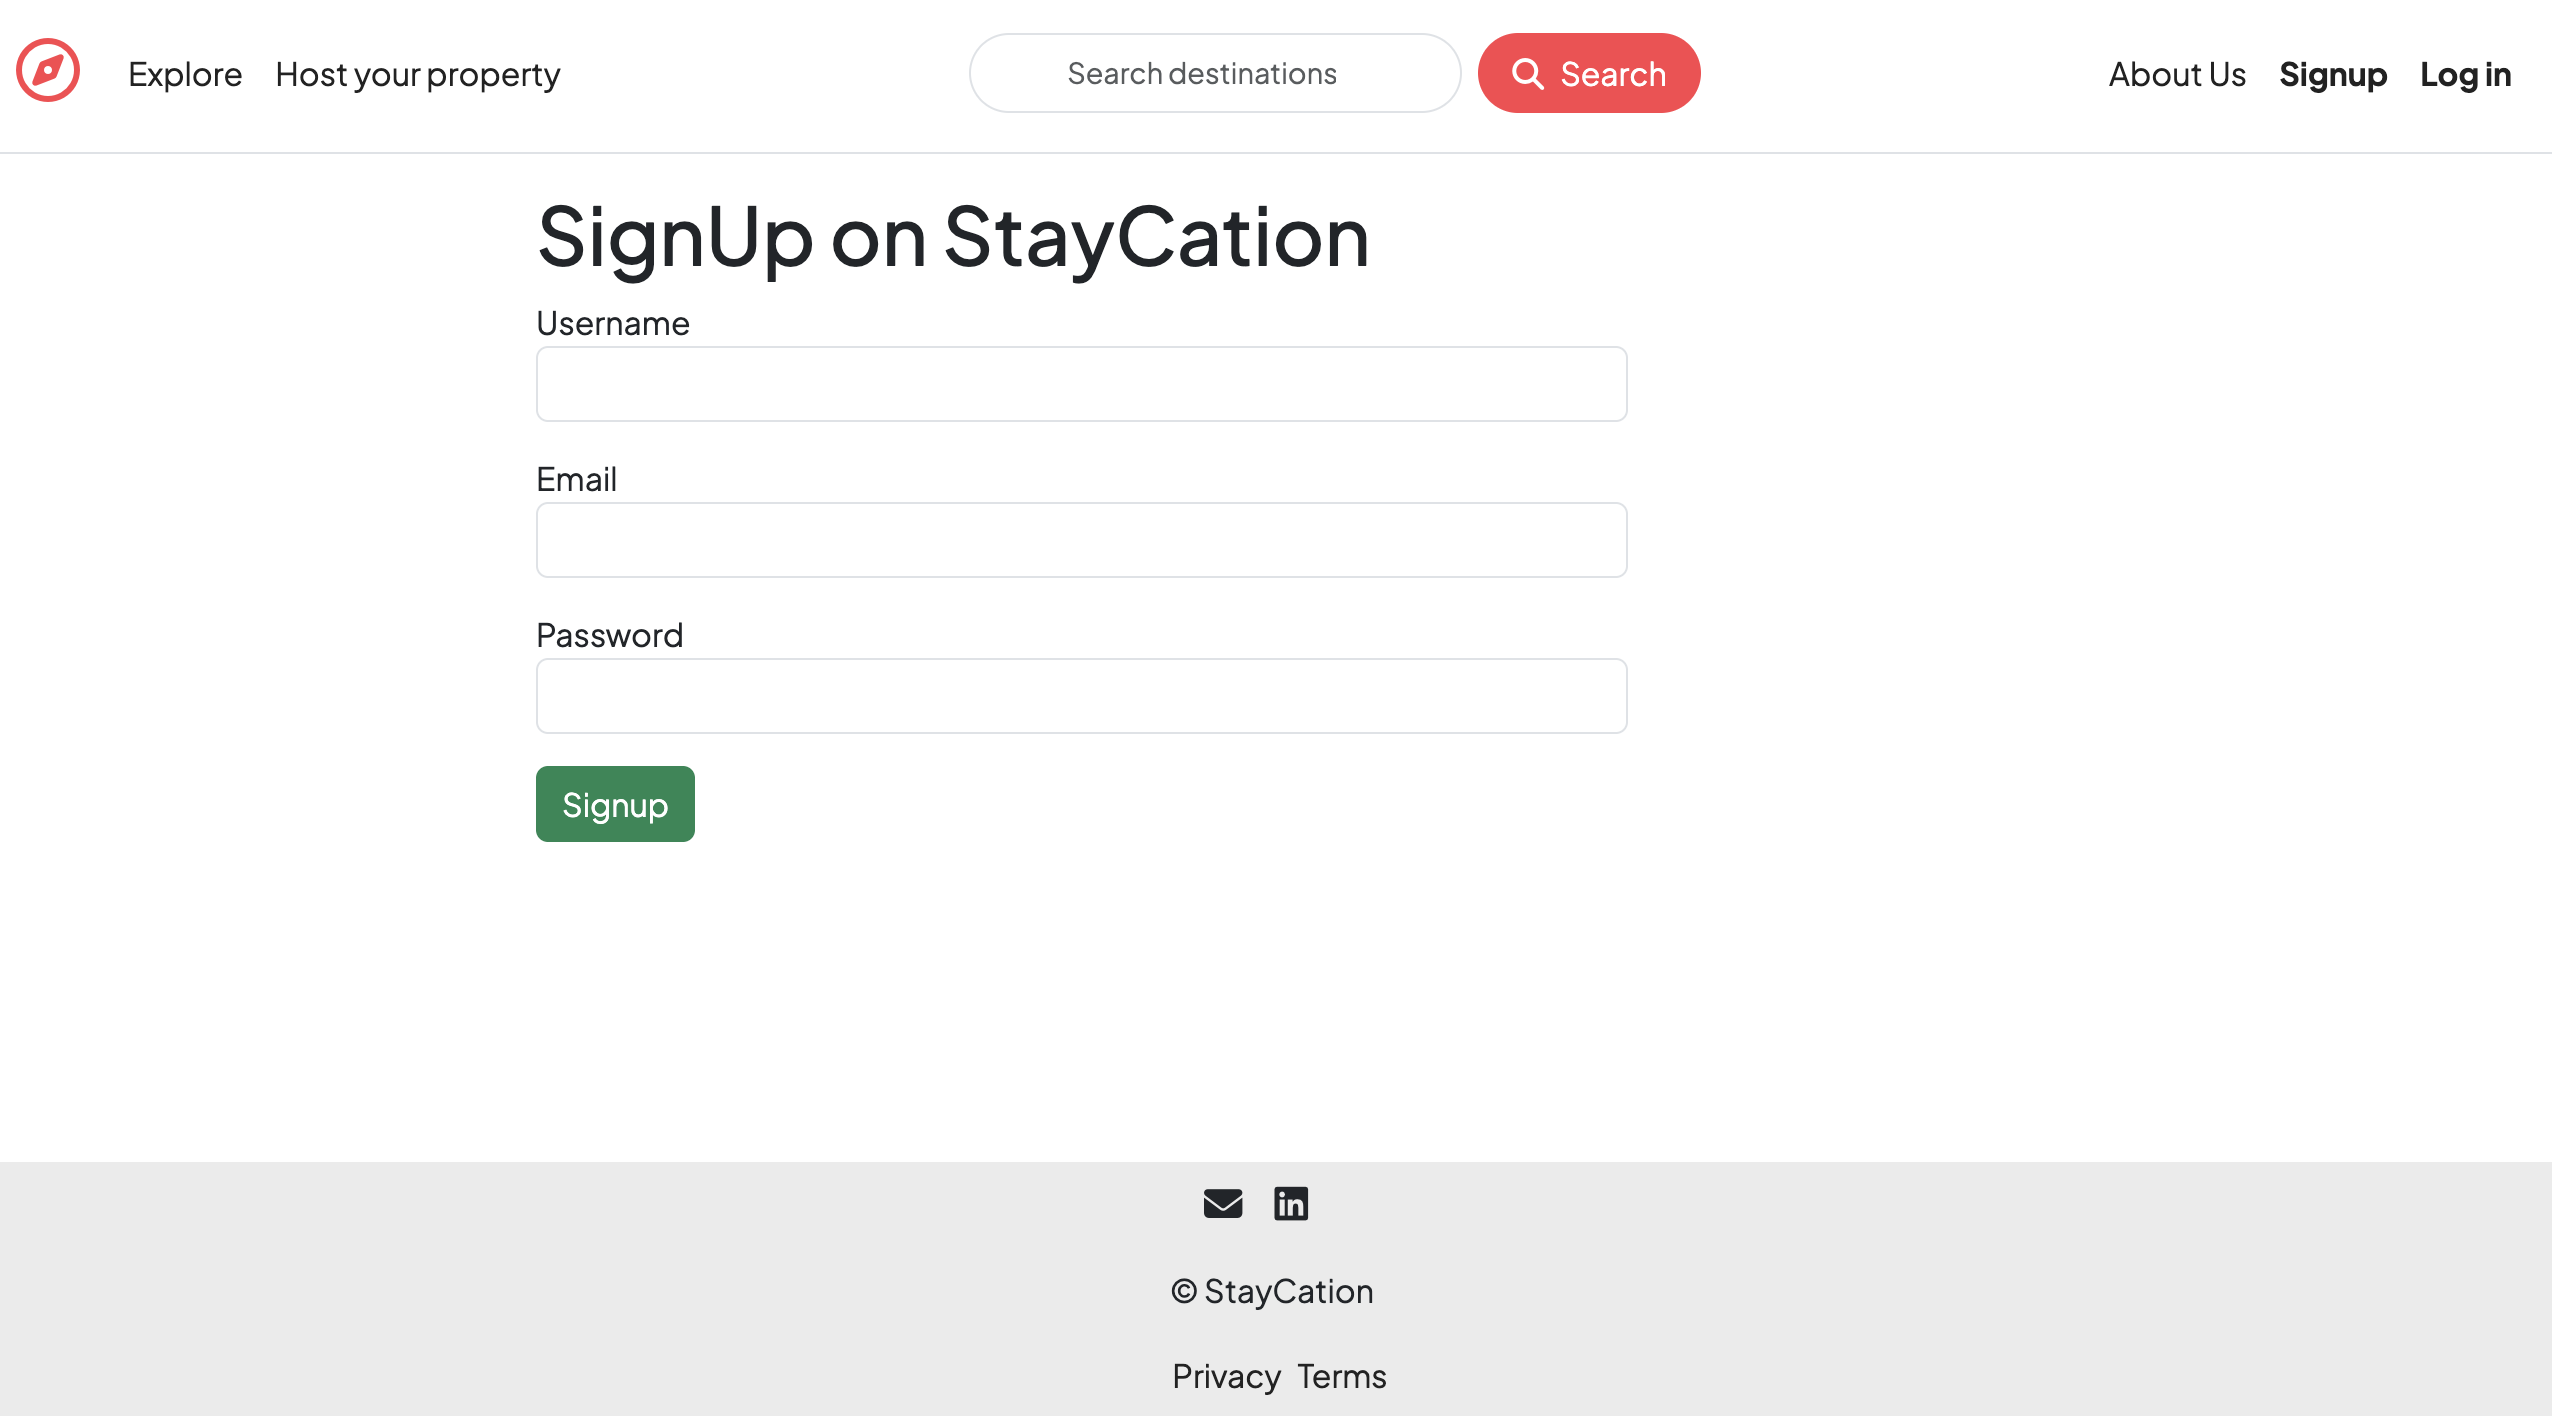 Explore Host your property Search destinations Search About Us Signup Log in
SignUp on StayCation
Username
Email
Password
Signup
in
© StayCation
Privacy Terms